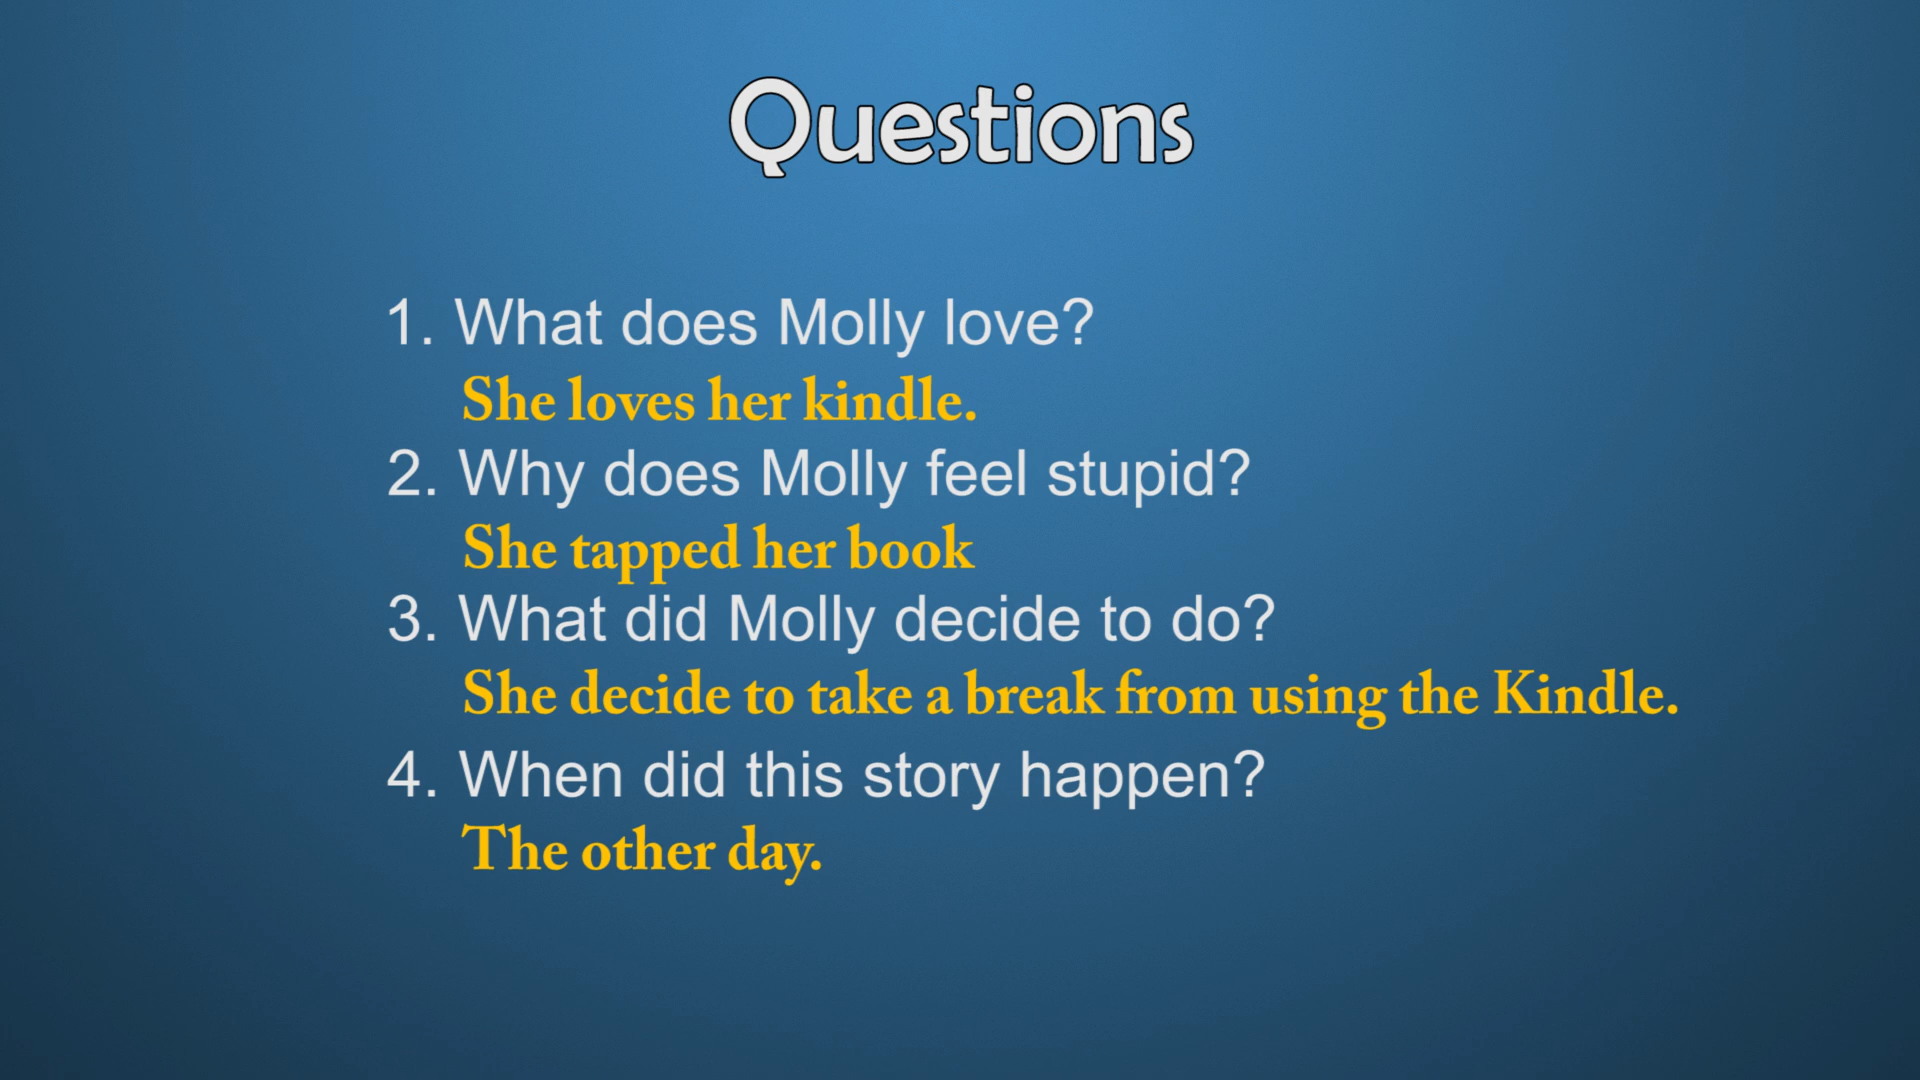 Questions
1. What does Molly love?
She loves her kindle.
2. Why does Molly feel stupid?
She tapped her book
3. What did Molly decide to do?
She decide to take a break from using the Kindle.
4. When did this story happen?
The other day.